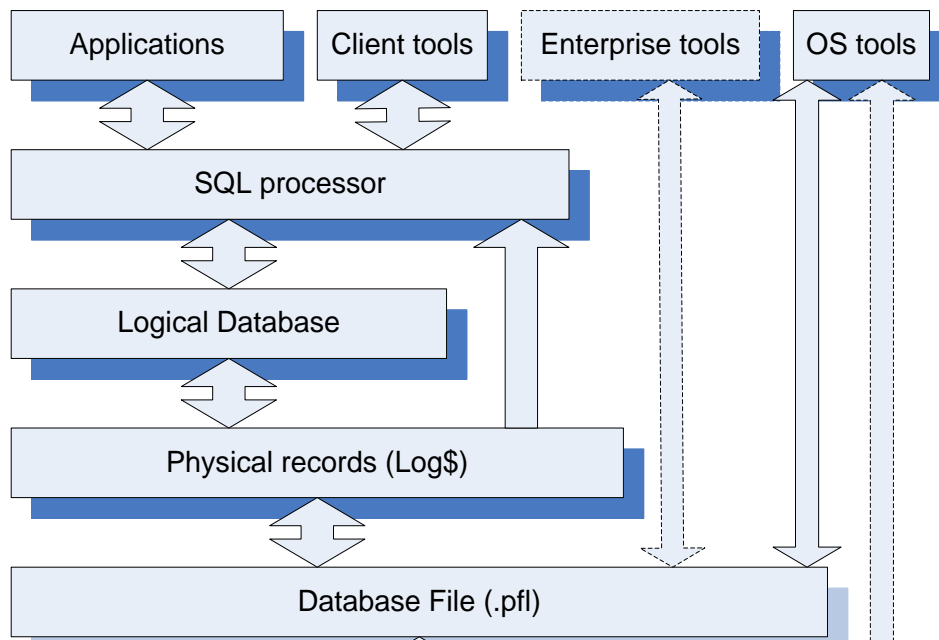 Applications
Client tools
Enterprise tools
OS tools
SQL processor
Logical Database
Physical records (Log$)
Database File (.pfl)